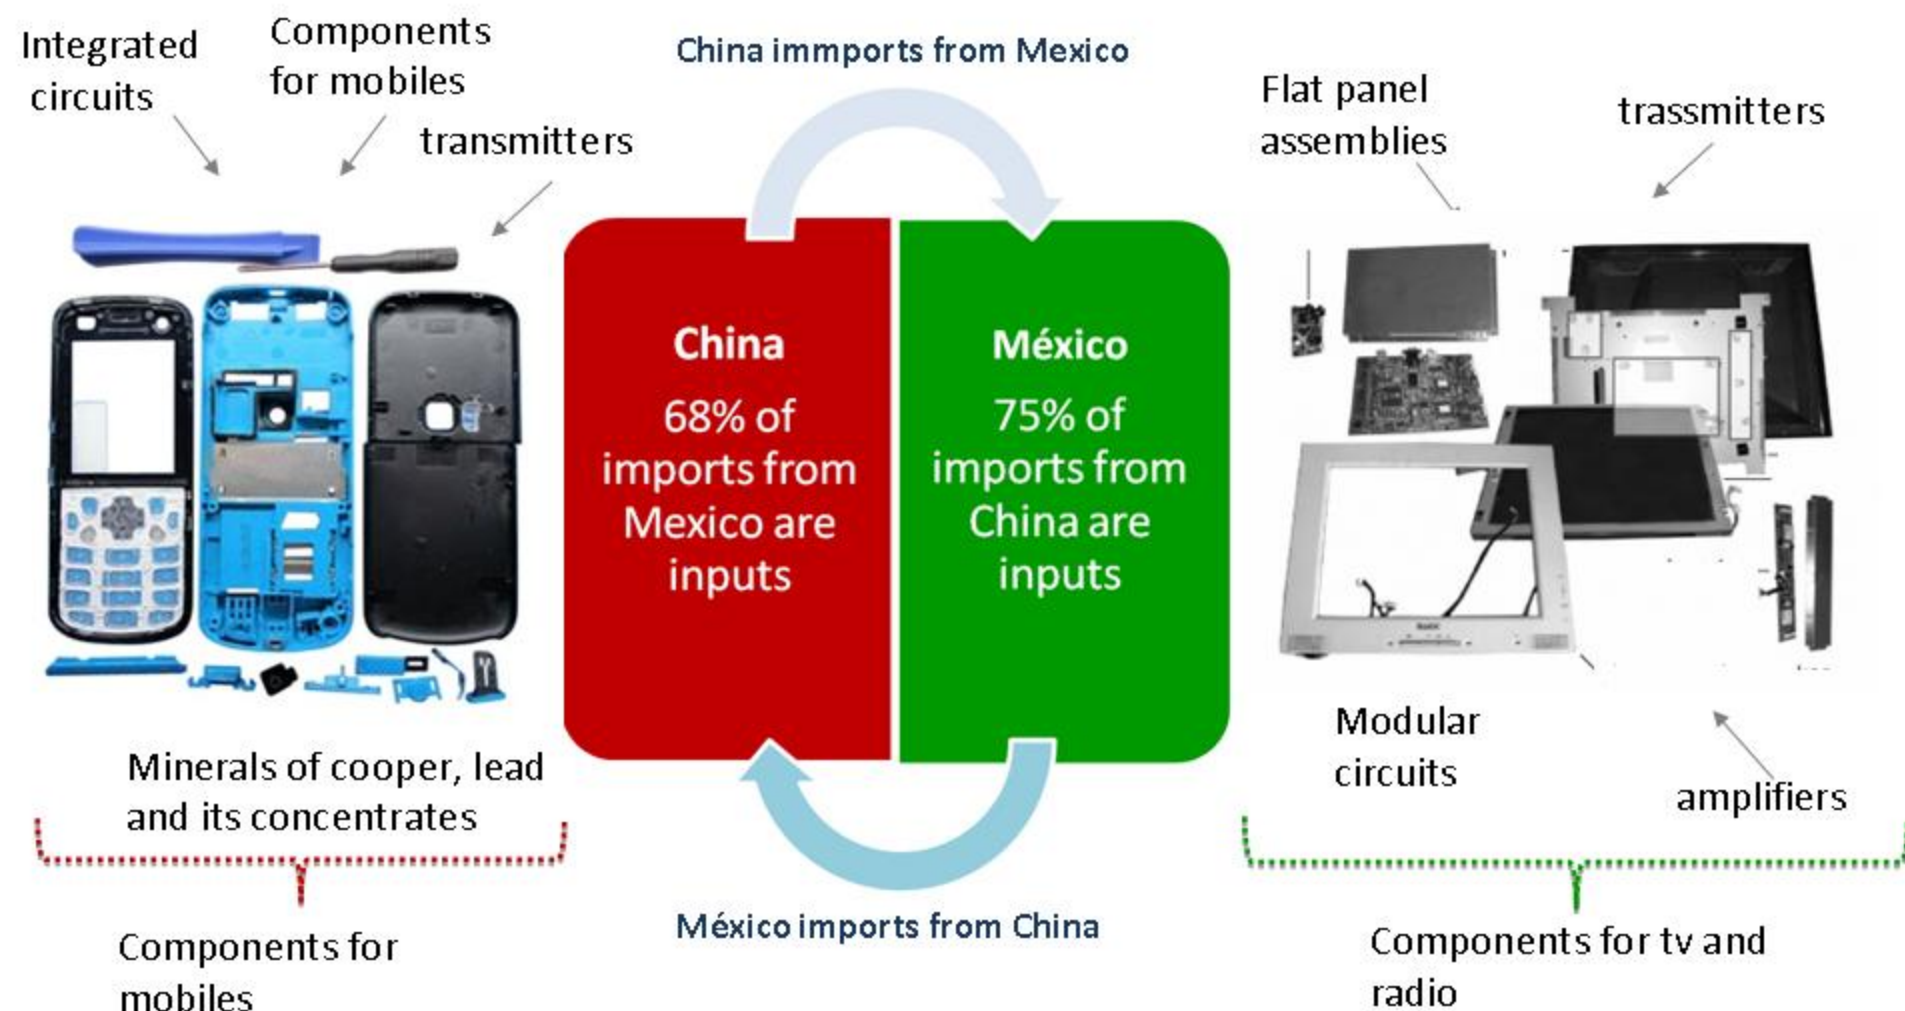 Integrated
circuits
Components
for mobiles
transmitters
China immports from Mexico
Flat panel
assemblies
trassmitters
China
68% of
imports from
Mexico are
inputs
México
75% of
imports from
China are
inputs
Minerals of cooper, lead
and its concentrates
Modular
circuits
amplifiers
Components for
mobiles
México imports from China
Components for tv and
radio